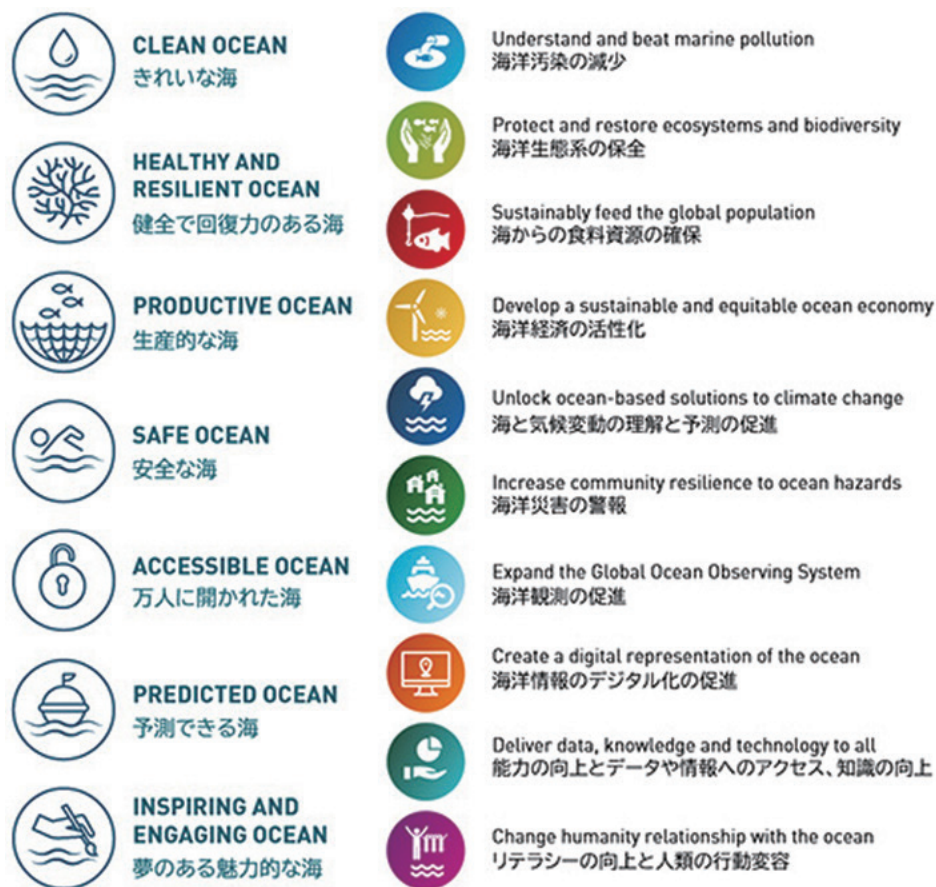 CLEAN OCEAN
きれいな海
HEALTHY AND
RESILIENT OCEAN
健全で回復力のある海
PRODUCTIVE OCEAN
生産的な海
SAFE OCEAN
安全な海
ACCESSIBLE OCEAN
万人に開かれた海
PREDICTED OCEAN
予測できる海
INSPIRING AND
ENGAGING OCEAN
夢のある魅力的な海
Understand and beat marine pollution
海洋汚染の減少
Protect and restore ecosystems and biodiversity
海洋生態系の保全
Sustainably feed the global population
海からの食料資源の確保
Develop a sustainable and equitable ocean economy
海洋経済の活性化
Unlock ocean-based solutions to climate change
海と気候変動の理解と予測の促進
Increase community resilience to ocean hazards
海洋災害の警報
Expand the Global Ocean Observing System
海洋観測の促進
Create a digital representation of the ocean
海洋情報のデジタル化の促進
Deliver data, knowledge and technology to all
能力の向上とデータや情報へのアクセス、知識の向上
Change humanity relationship with the ocean
リテラシーの向上と人類の行動変容